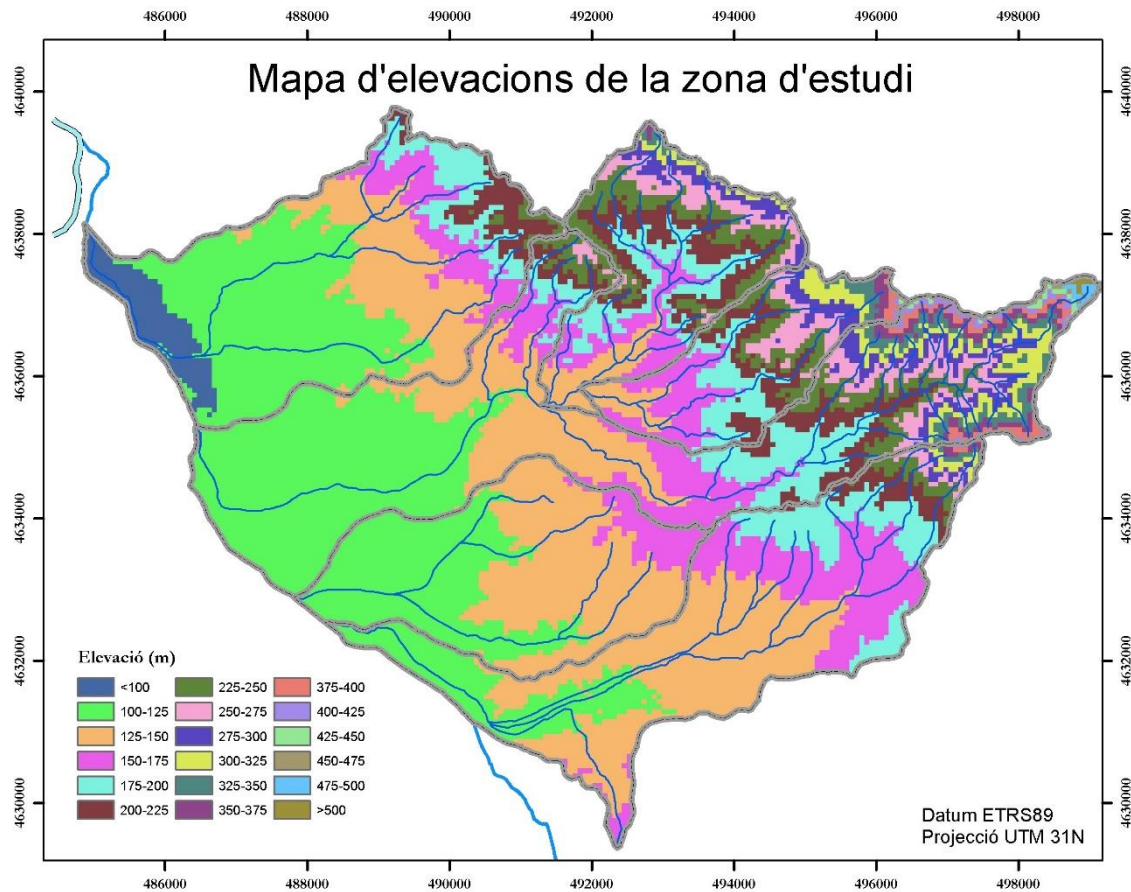 486000 488000 490000 492000 494000 496000 498000
Mapa d'elevacions de la zona d'estudi
4640000 4640000
4638000 4638000
4636000 4636000
4634000 4634000
4632000 4632000
Elevació (m)
<100 225-250 375-400
100-125 250-275 400-425
125-150 275-300 425-450
150-175 300-325 450-475
175-200 325-350 475-500
200-225 350-375 >500
4630000 4630000
Datum ETRS89
Projecció UTM 31N
486000 488000 490000 492000 494000 496000 498000